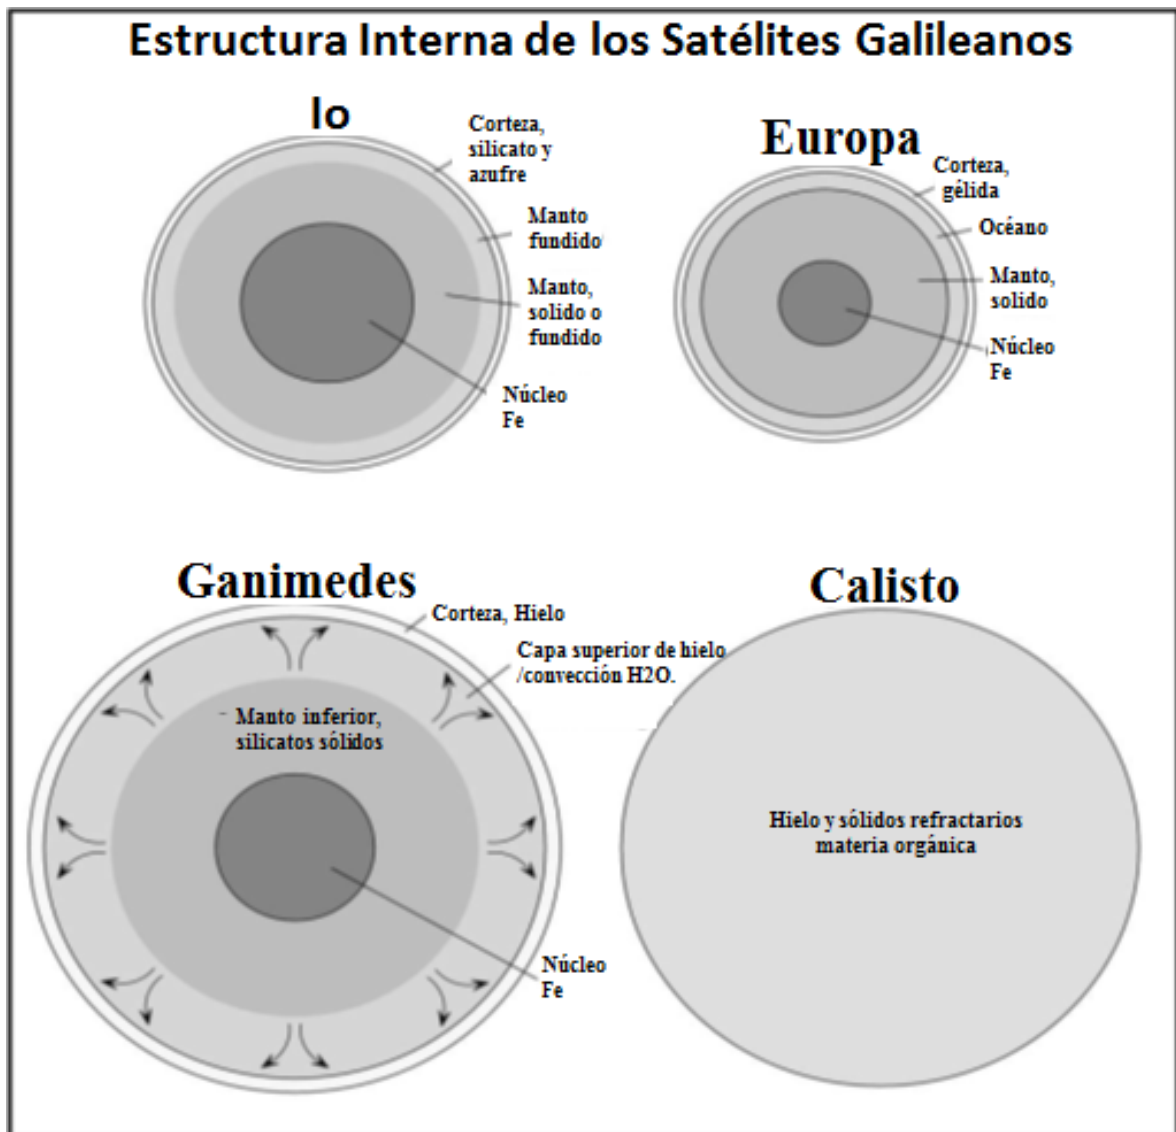 Estructura Interna de los Satélites Galileanos
Io
Corteza,
silicato y
azufre
Manto
fundido
Manto,
solido o
fundido
Núcleo
Fe
Europa
Corteza,
gélida
Océano
Manto,
solido
Núcleo
Fe
Ganimedes
Corteza, Hielo
Capa superior de hielo
/convección H2O.
Manto inferior,
silicatos sólidos
Núcleo
Fe
Calisto
Hielo y sólidos refractarios
materia orgánica